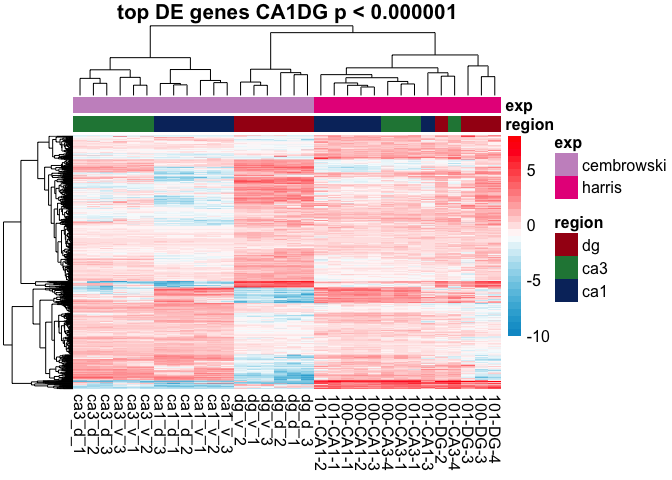 top DE genes CA1DG p < 0.000001
exp
region
5
0
-5
-10
exp
cembrowski
harris
region
dg
ca3
ca1
ca3_d_1
ca3_d_2
ca3_d_3
ca3_v_3
ca3_v_1
ca3_v_2
ca1_d_3
ca1_d_1
ca1_d_2
ca1_v_1
ca1_v_2
ca1_v_3
dg_v_2
dg_v_1
dg_v_3
dg_d_2
dg_d_1
dg_d_3
101-CA1-2
101-CA1-1
100-CA1-1
100-CA1-2
100-CA1-3
100-CA3-4
100-CA3-1
101-CA3-1
101-CA1-3
100-DG-2
101-CA3-4
101-DG-3
100-DG-3
101-DG-4